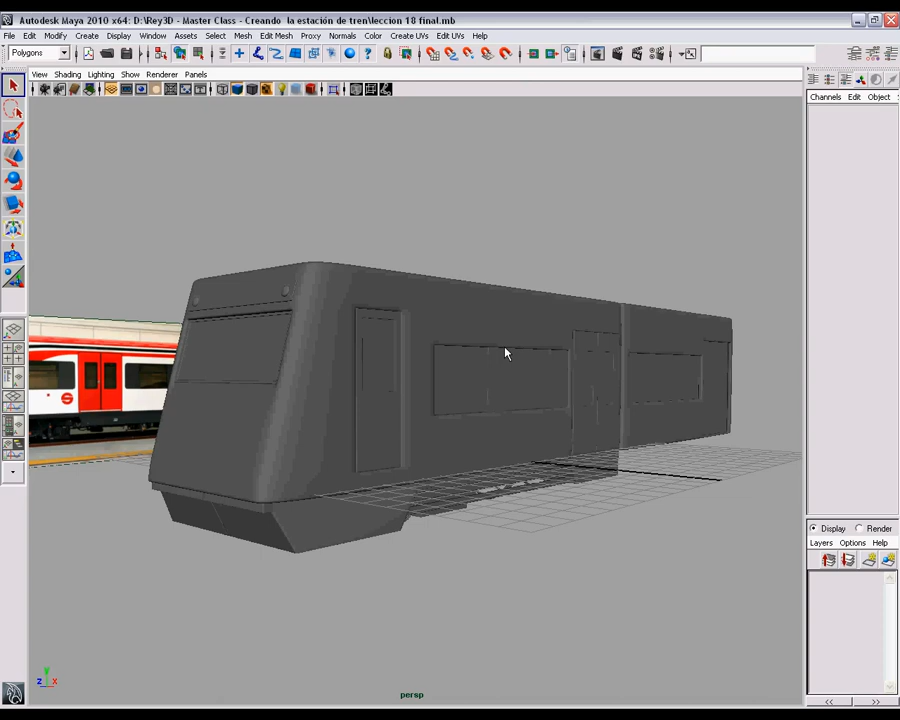 Autodesk Maya 2010 x64: D:\Rey3D - Master Class - Creando la estación de tren\leccion 18 final.mb
File Edit Modify Create Display Window Assets Select Mesh Edit Mesh Proxy Normals Color Create UVs Edit UVs Help
Polygons
View Shading Lighting Show Renderer Panels
Channels Edit Object
Display Render
Layers Options Help
persp
y
z x
<< >>